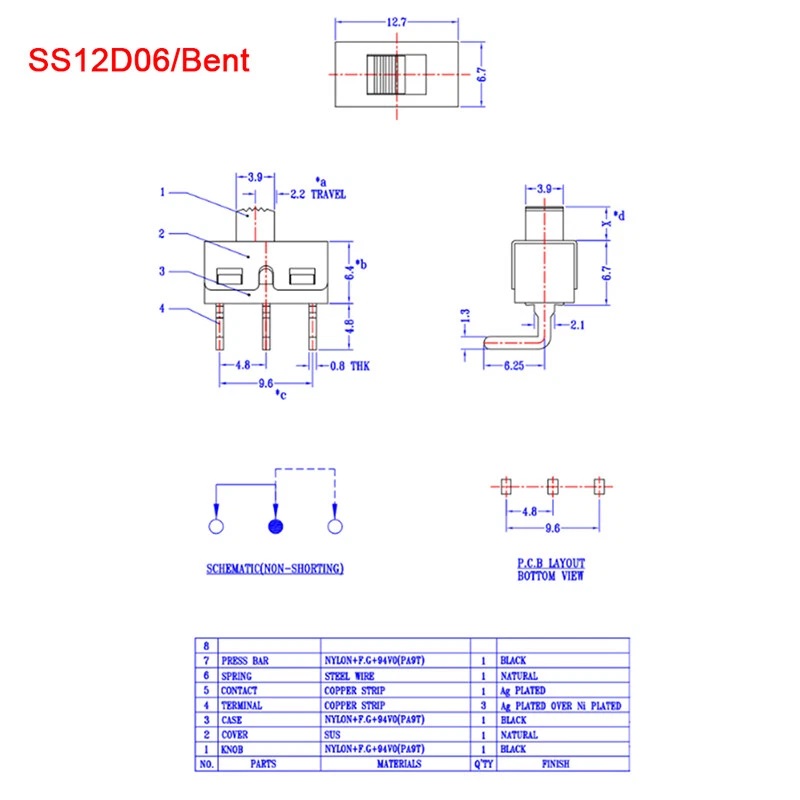 SS12D06/Bent
12.7
6.7
3.9
*a
2.2 TRAVEL
1
2
3
4
6.4
*b
4.8
4.8
0.8 THK
9.6
*c
3.9
X
*d
6.7
1.3
2.1
6.25
4.8
9.6
SCHEMATIC(NON-SHORTING)
P.C.B LAYOUT
BOTTOM VIEW
8
7 PRESS BAR NYLON+F.G+94V0(PA9T) 1 BLACK
6 SPRING STEEL WIRE 1 NATURAL
5 CONTACT COPPER STRIP 1 Ag PLATED
4 TERMINAL COPPER STRIP 3 Ag PLATED OVER Ni PLATED
3 CASE NYLON+F.G+94V0(PA9T) 1 BLACK
2 COVER SUS 1 NATURAL
1 KNOB NYLON+F.G+94V0(PA9T) 1 BLACK
NO. PARTS MATERIALS Q'TY FINISH